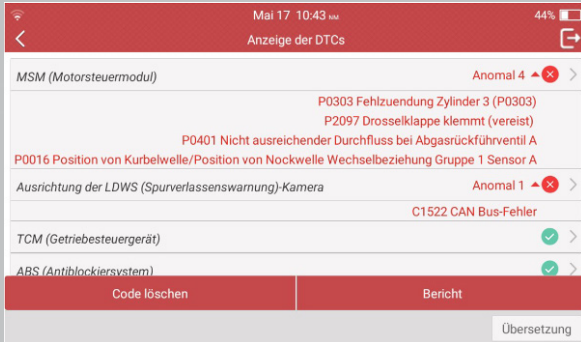 Mai 17 10:43 NM 44%
Anzeige der DTCs
MSM (Motorsteuermodul) Anomal 4
P0303 Fehlzuendung Zylinder 3 (P0303)
P2097 Drosselklappe klemmt (vereist)
P0401 Nicht ausreichender Durchfluss bei Abgasrückführventil A
P0016 Position von Kurbelwelle/Position von Nockwelle Wechselbeziehung Gruppe 1 Sensor A
Ausrichtung der LDWS (Spurverlassenswarnung)-Kamera Anomal 1
C1522 CAN Bus-Fehler
TCM (Getriebesteuergerät)
ABS (Antiblockiersystem)
Code löschen Bericht
Übersetzung